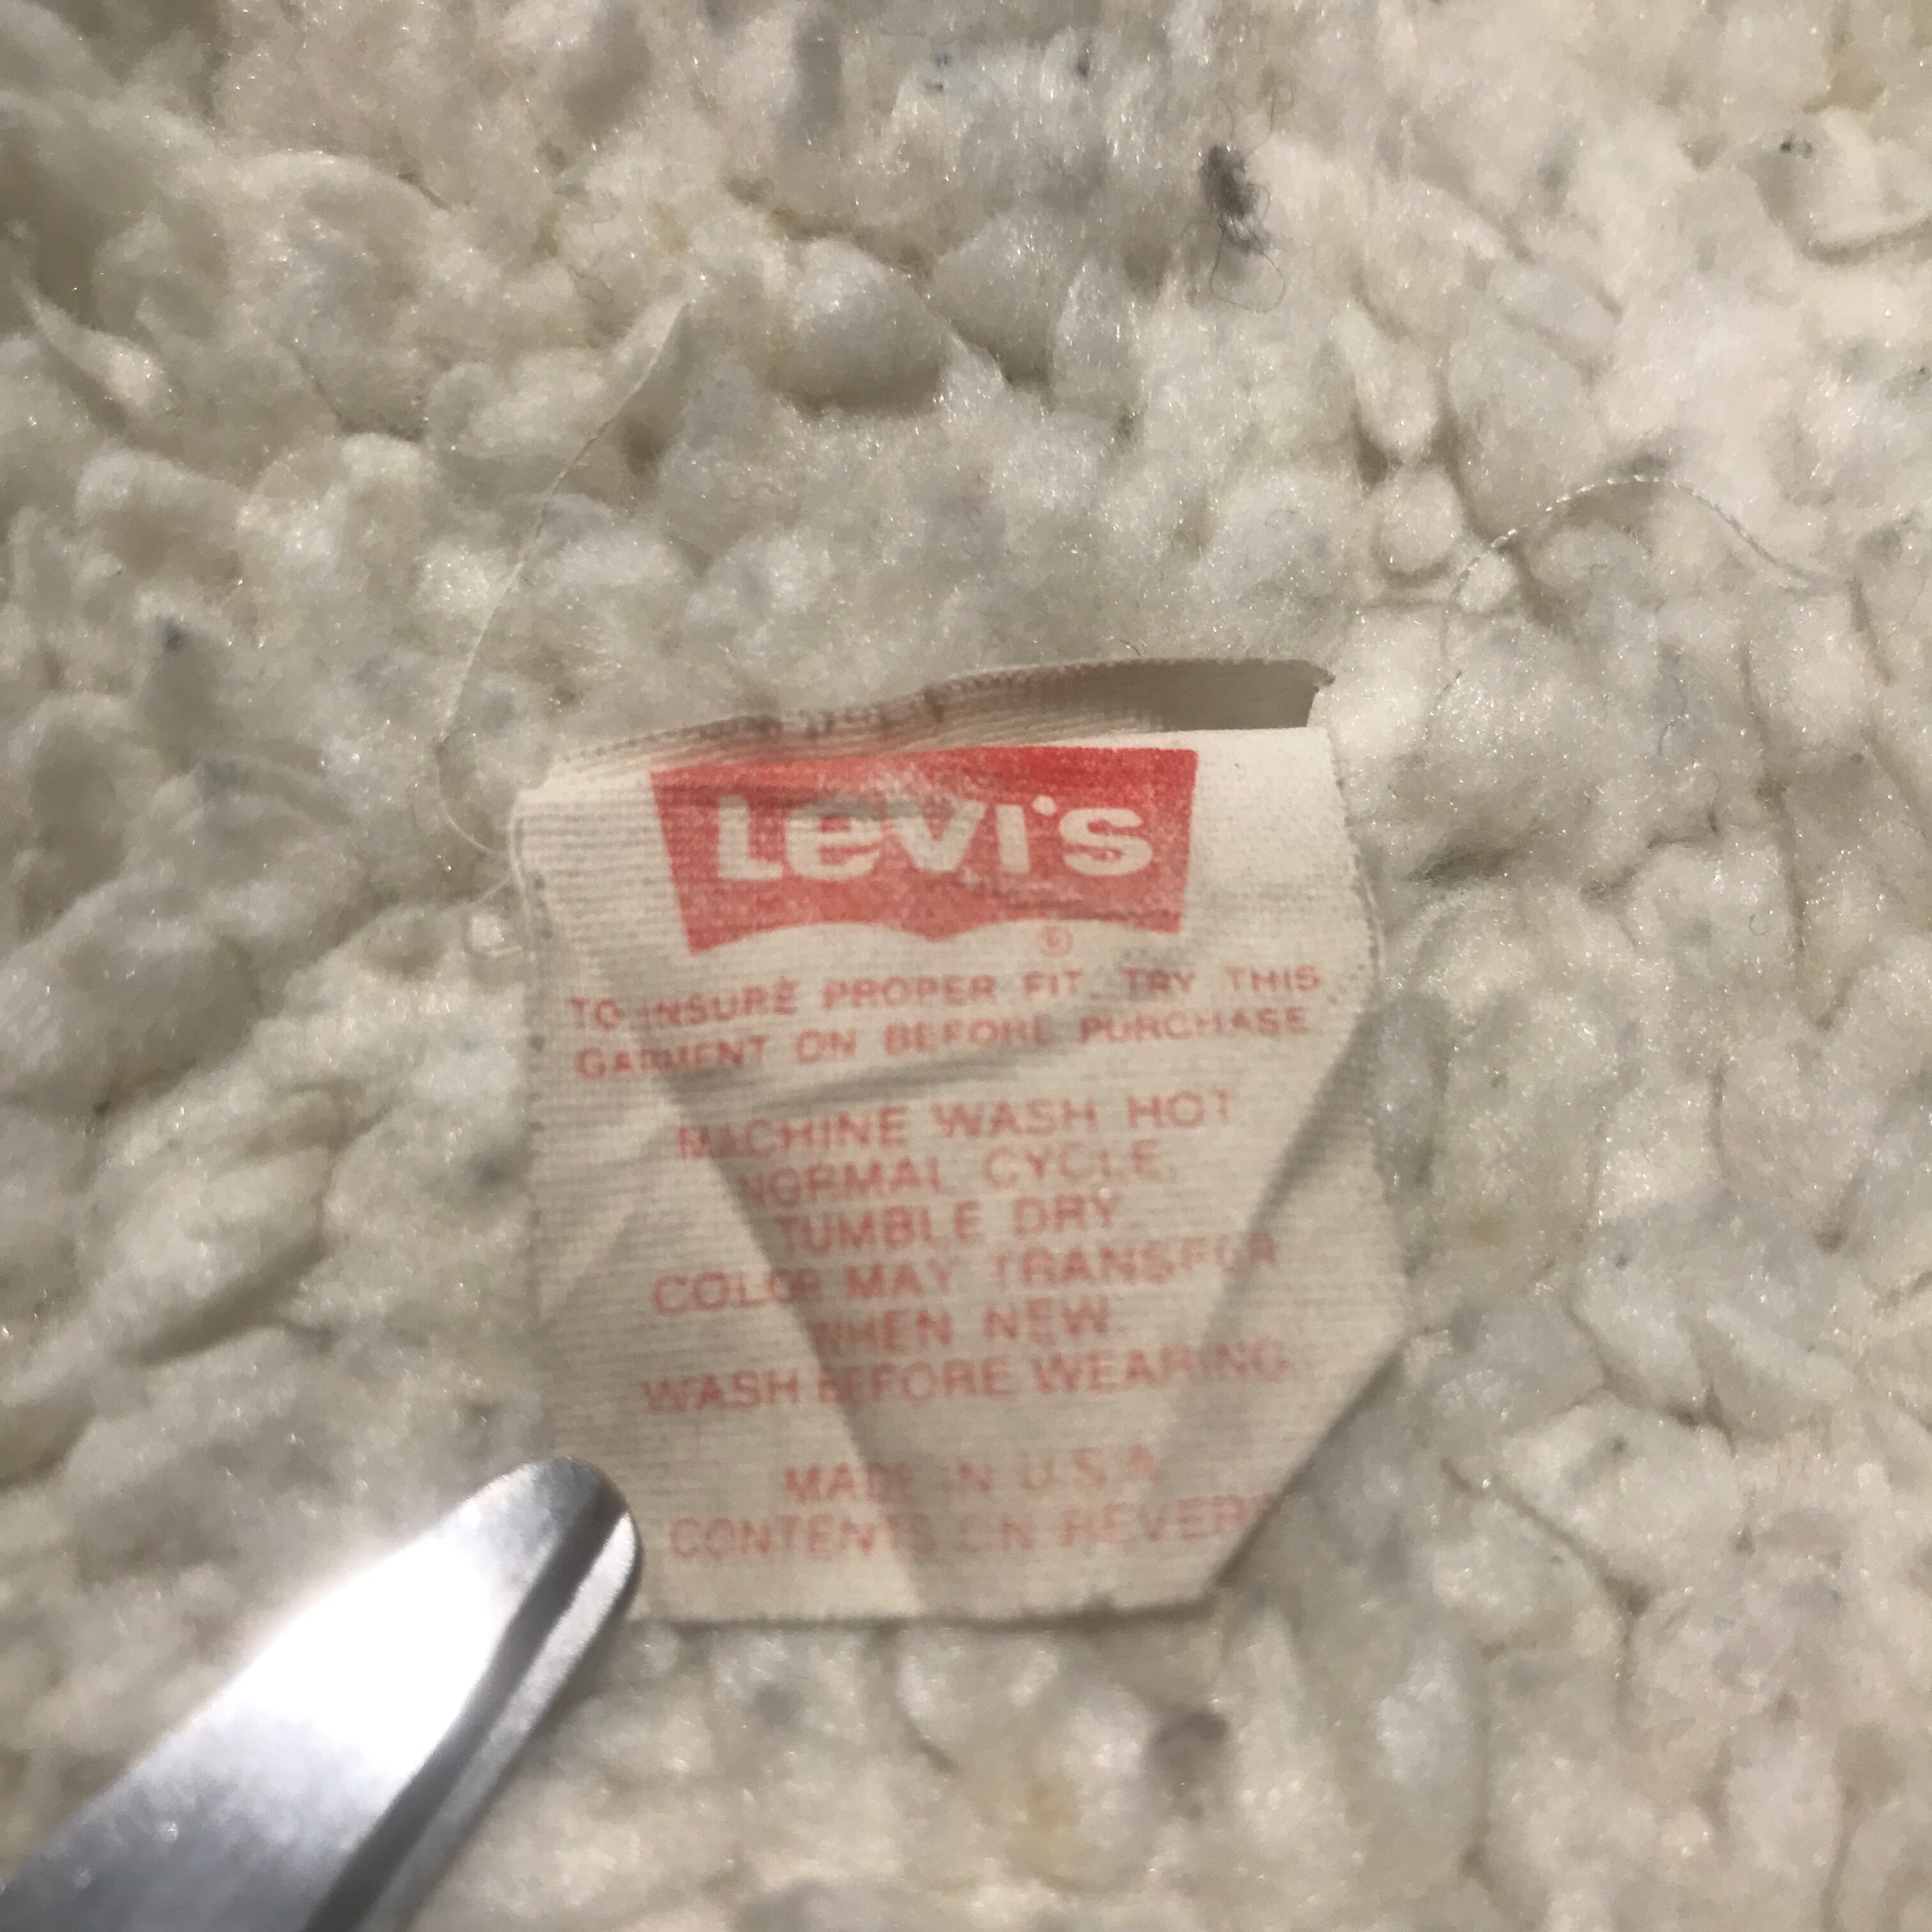 Levi's
®
TO INSURE PROPER FIT TRY THIS
GARMENT ON BEFORE PURCHASE
MACHINE WASH HOT
NORMAL CYCLE
TUMBLE DRY
COLOR MAY TRANSFER
WHEN NEW
WASH BEFORE WEARING.
MADE IN U.S.A.
CONTENTS ON REVERS